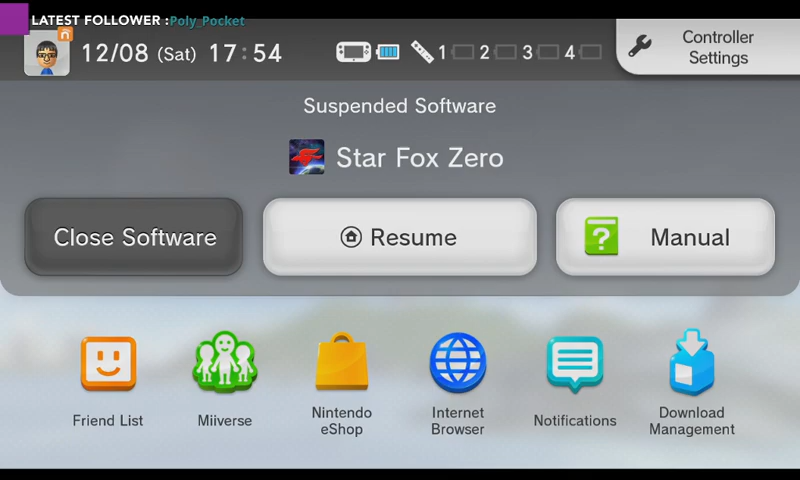 LATEST FOLLOWER :Poly_Pocket
12/08 (Sat) 17:54
1 2 3 4
Controller
Settings
Suspended Software
Star Fox Zero
Close Software
Resume
? Manual
Friend List
Miiverse
Nintendo
eShop
Internet
Browser
Notifications
Download
Management